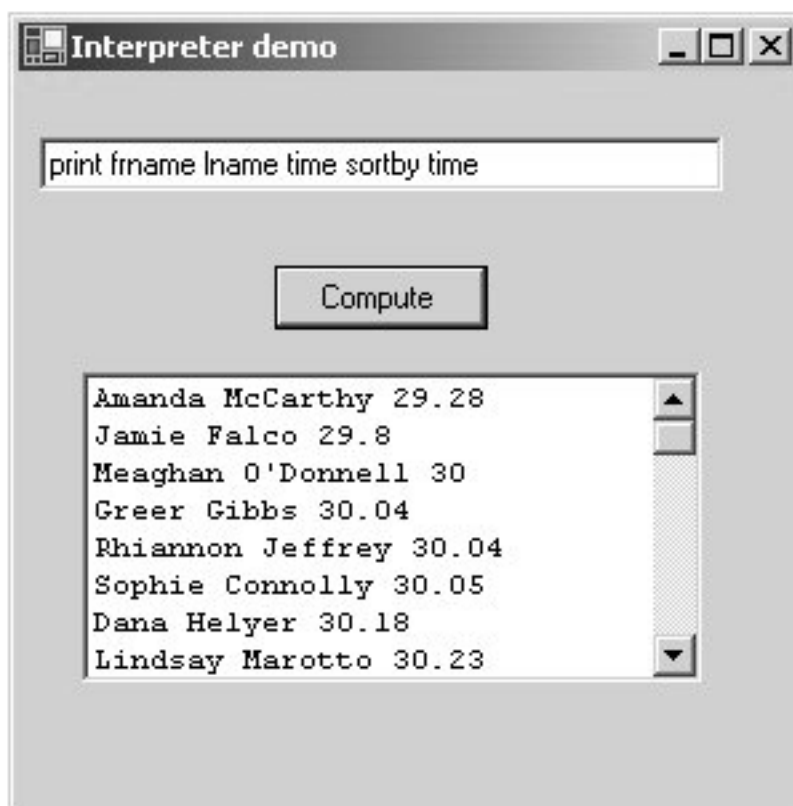 Interpreter demo
print frname lname time sortby time
Compute
Amanda McCarthy 29.28
Jamie Falco 29.8
Meaghan O'Donnell 30
Greer Gibbs 30.04
Rhiannon Jeffrey 30.04
Sophie Connolly 30.05
Dana Helyer 30.18
Lindsay Marotto 30.23